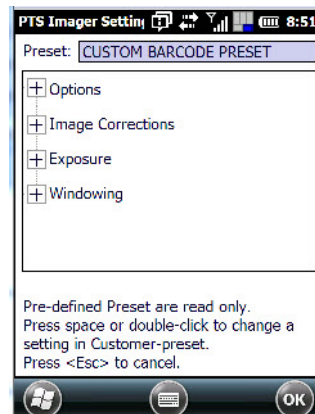 PTS Imager Setting 8:51
Preset: CUSTOM BARCODE PRESET
Options
Image Corrections
Exposure
Windowing
Pre-defined Preset are read only.
Press space or double-click to change a
setting in Customer-preset.
Press <Esc> to cancel.
OK